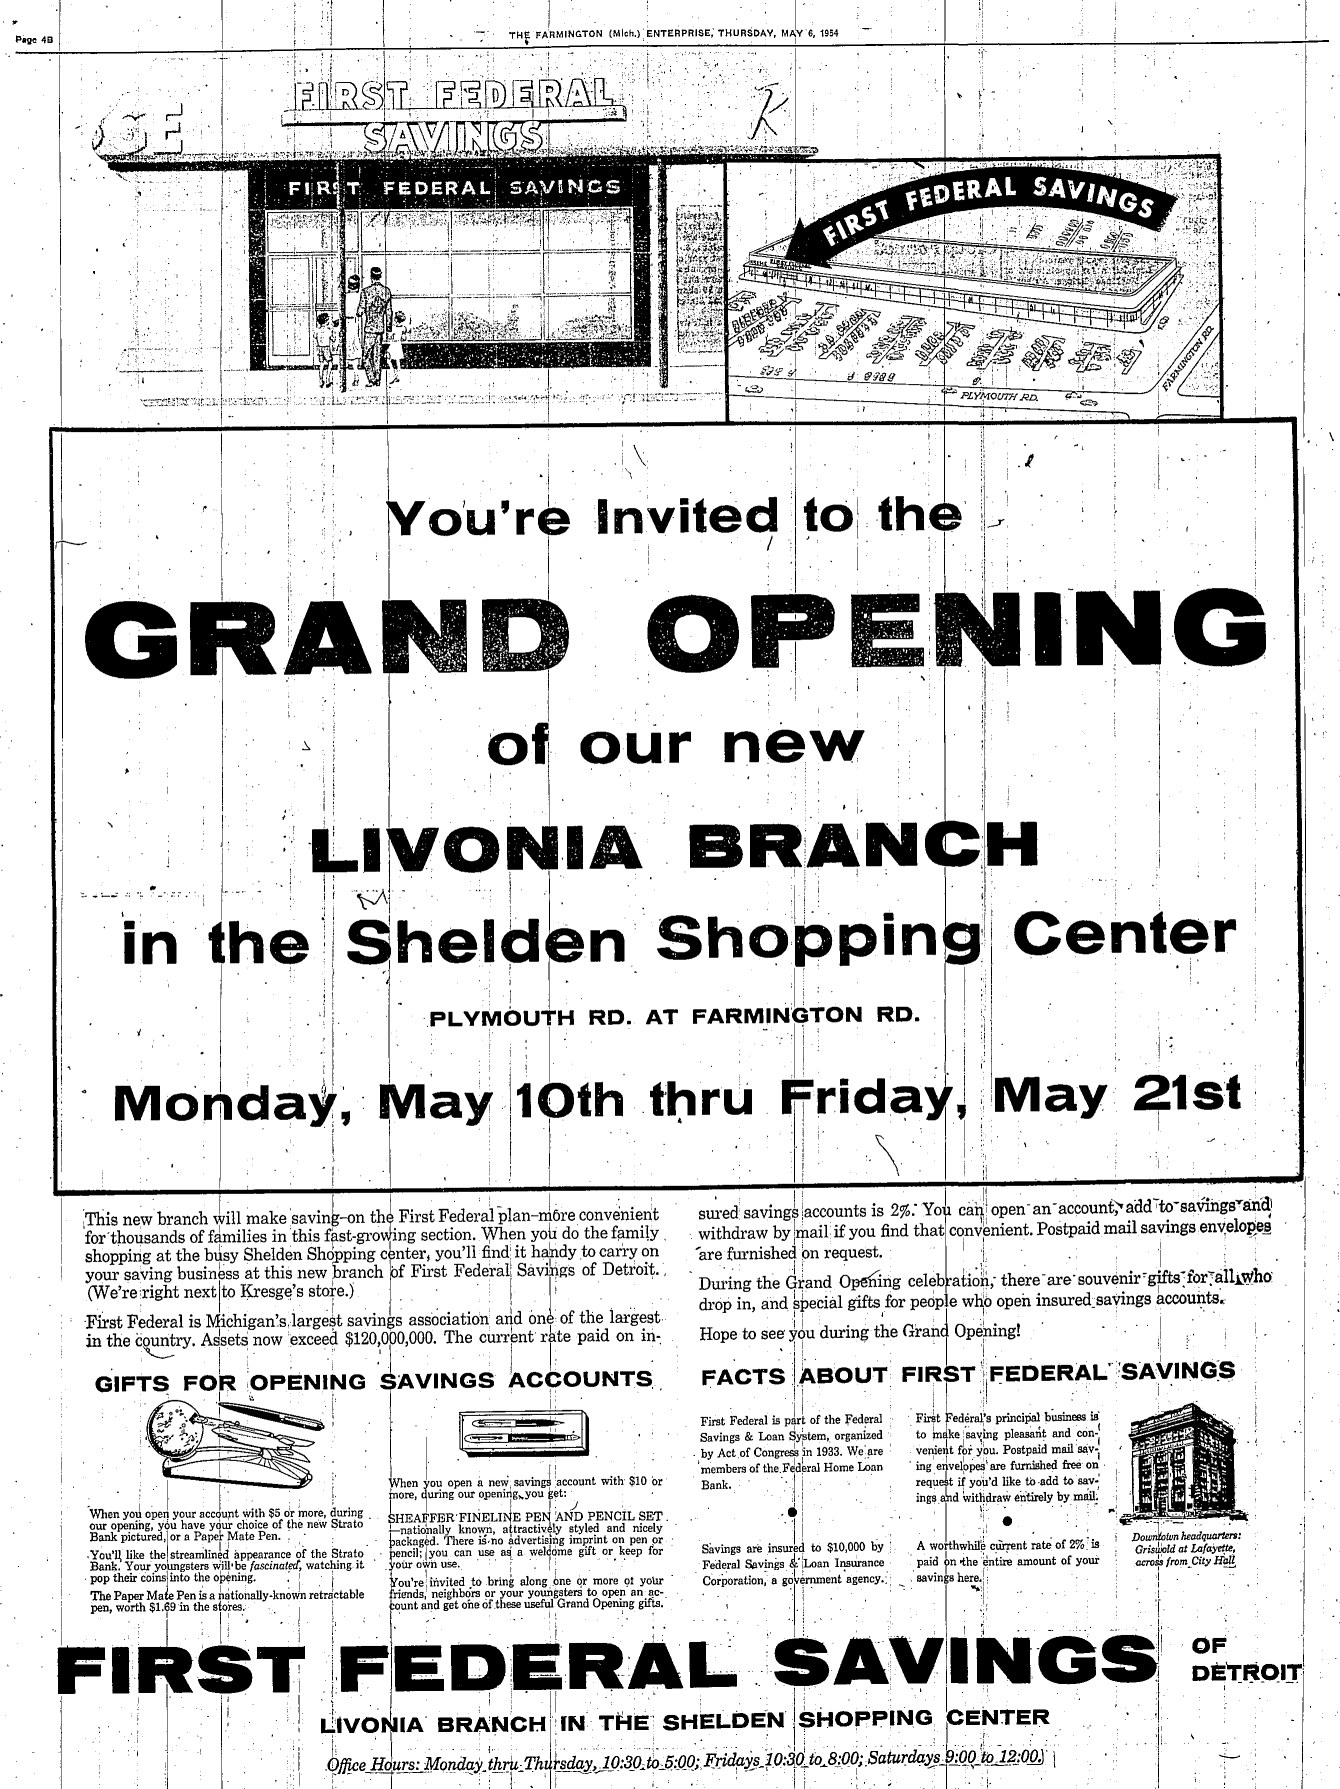 Page 4B
THE FARMINGTON (Mich.) ENTERPRISE, THURSDAY, MAY 6, 1954
GE
FIRST FEDERAL
SAVINGS
K
FIRST FEDERAL SAVINGS
FIRST FEDERAL SAVINGS
PLYMOUTH RD.
FARMINGTON RD.
You're Invited to the
GRAND OPENING
of our new
LIVONIA BRANCH
in the Shelden Shopping Center
PLYMOUTH RD. AT FARMINGTON RD.
Monday, May 10th thru Friday, May 21st
This new branch will make saving—on the First Federal plan—more convenient
for thousands of families in this fast-growing section. When you do the family
shopping at the busy Shelden Shopping center, you'll find it handy to carry on
your saving business at this new branch of First Federal Savings of Detroit.
(We're right next to Kresge's store.)
First Federal is Michigan's largest savings association and one of the largest
in the country. Assets now exceed $120,000,000. The current rate paid on in-
sured savings accounts is 2%. You can open an account, add to savings and
withdraw by mail if you find that convenient. Postpaid mail savings envelopes
are furnished on request.
During the Grand Opening celebration, there are souvenir gifts for all who
drop in, and special gifts for people who open insured savings accounts.
Hope to see you during the Grand Opening!
GIFTS FOR OPENING SAVINGS ACCOUNTS
When you open your account with $5 or more, during
our opening, you have your choice of the new Strato
Bank pictured, or a Paper Mate Pen.
You'll like the streamlined appearance of the Strato
Bank. Your youngsters will be fascinated, watching it
pop their coins into the opening.
The Paper Mate Pen is a nationally-known retractable
pen, worth $1.69 in the stores.
When you open a new savings account with $10 or
more, during our opening, you get:
SHEAFFER FINELINE PEN AND PENCIL SET
—nationally known, attractively styled and nicely
packaged. There is no advertising imprint on pen or
pencil; you can use as a welcome gift or keep for
your own use.
You're invited to bring along one or more of your
friends, neighbors or your youngsters to open an ac-
count and get one of these useful Grand Opening gifts.
FACTS ABOUT FIRST FEDERAL SAVINGS
First Federal is part of the Federal
Savings & Loan System, organized
by Act of Congress in 1933. We are
members of the Federal Home Loan
Bank.
Savings are insured to $10,000 by
Federal Savings & Loan Insurance
Corporation, a government agency.
First Federal's principal business is
to make saving pleasant and con-
venient for you. Postpaid mail sav-
ing envelopes are furnished free on
request if you'd like to add to sav-
ings and withdraw entirely by mail.
A worthwhile current rate of 2% is
paid on the entire amount of your
savings here.
Downtown headquarters:
Griswold at Lafayette,
across from City Hall
FIRST FEDERAL SAVINGS
OF
DETROIT
LIVONIA BRANCH IN THE SHELDEN SHOPPING CENTER
Office Hours: Monday thru Thursday, 10:30 to 5:00; Fridays 10:30 to 8:00; Saturdays 9:00 to 12:00.